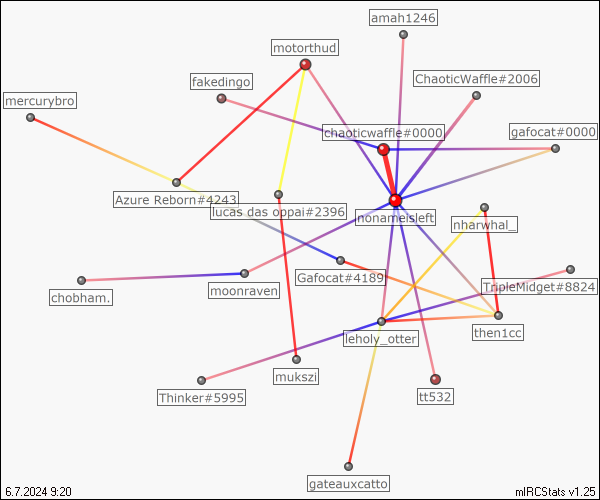 amah1246
motorthud
fakedingo
ChaoticWaffle#2006
mercurybro
chaoticwaffle#0000
gafocat#0000
Azure Reborn#4243
lucas das oppai#2396
nonameisleft
nharwhal_
moonraven
Gafocat#4189
TripleMidget#8824
chobham.
leholy_otter
then1cc
mukszi
Thinker#5995
tt532
gateauxcatto
6.7.2024 9:20
mIRCStats v1.25